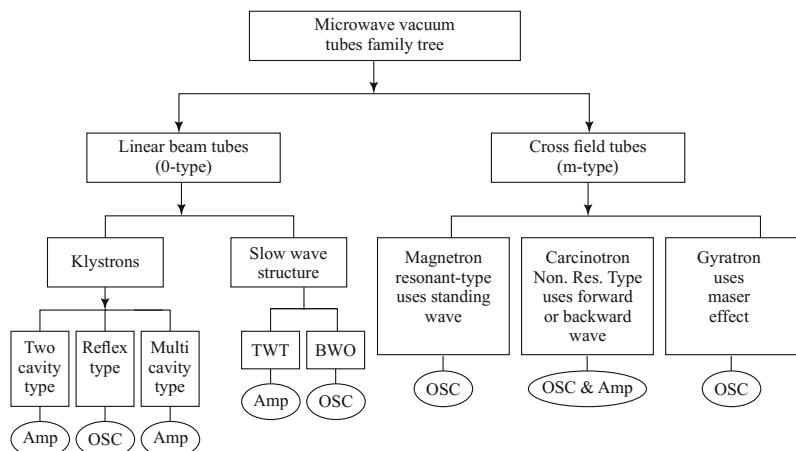 Microwave vacuum
tubes family tree
Linear beam tubes
(0-type)
Cross field tubes
(m-type)
Klystrons
Slow wave
structure
Magnetron
resonant-type
uses standing
wave
Carcinotron
Non. Res. Type
uses forward
or backward
wave
Gyratron
uses
maser
effect
Two
cavity
type
Reflex
type
Multi
cavity
type
TWT
BWO
Amp
OSC
Amp
Amp
OSC
OSC
OSC & Amp
OSC